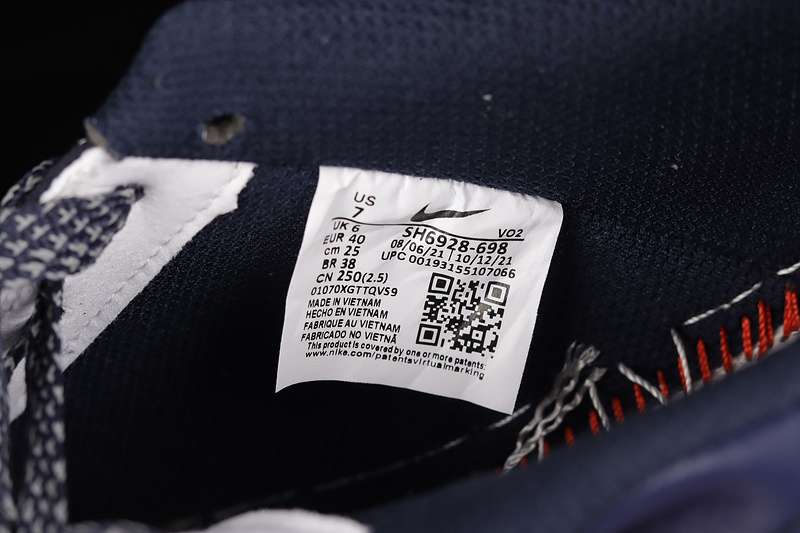 US
7
UK 6
EUR 40
cm 25
BR 38
CN 250(2.5)
VO2
SH6928-698
08/06/21 | 10/12/21
UPC 00193155107066
01070XGTTQVS9
MADE IN VIETNAM
HECHO EN VIETNAM
FABRIQUE AU VIETNAM
FABRICADO NO VIETNÃ
This product is covered by one or more patents:
www.nike.com/patentsvirtualmarking